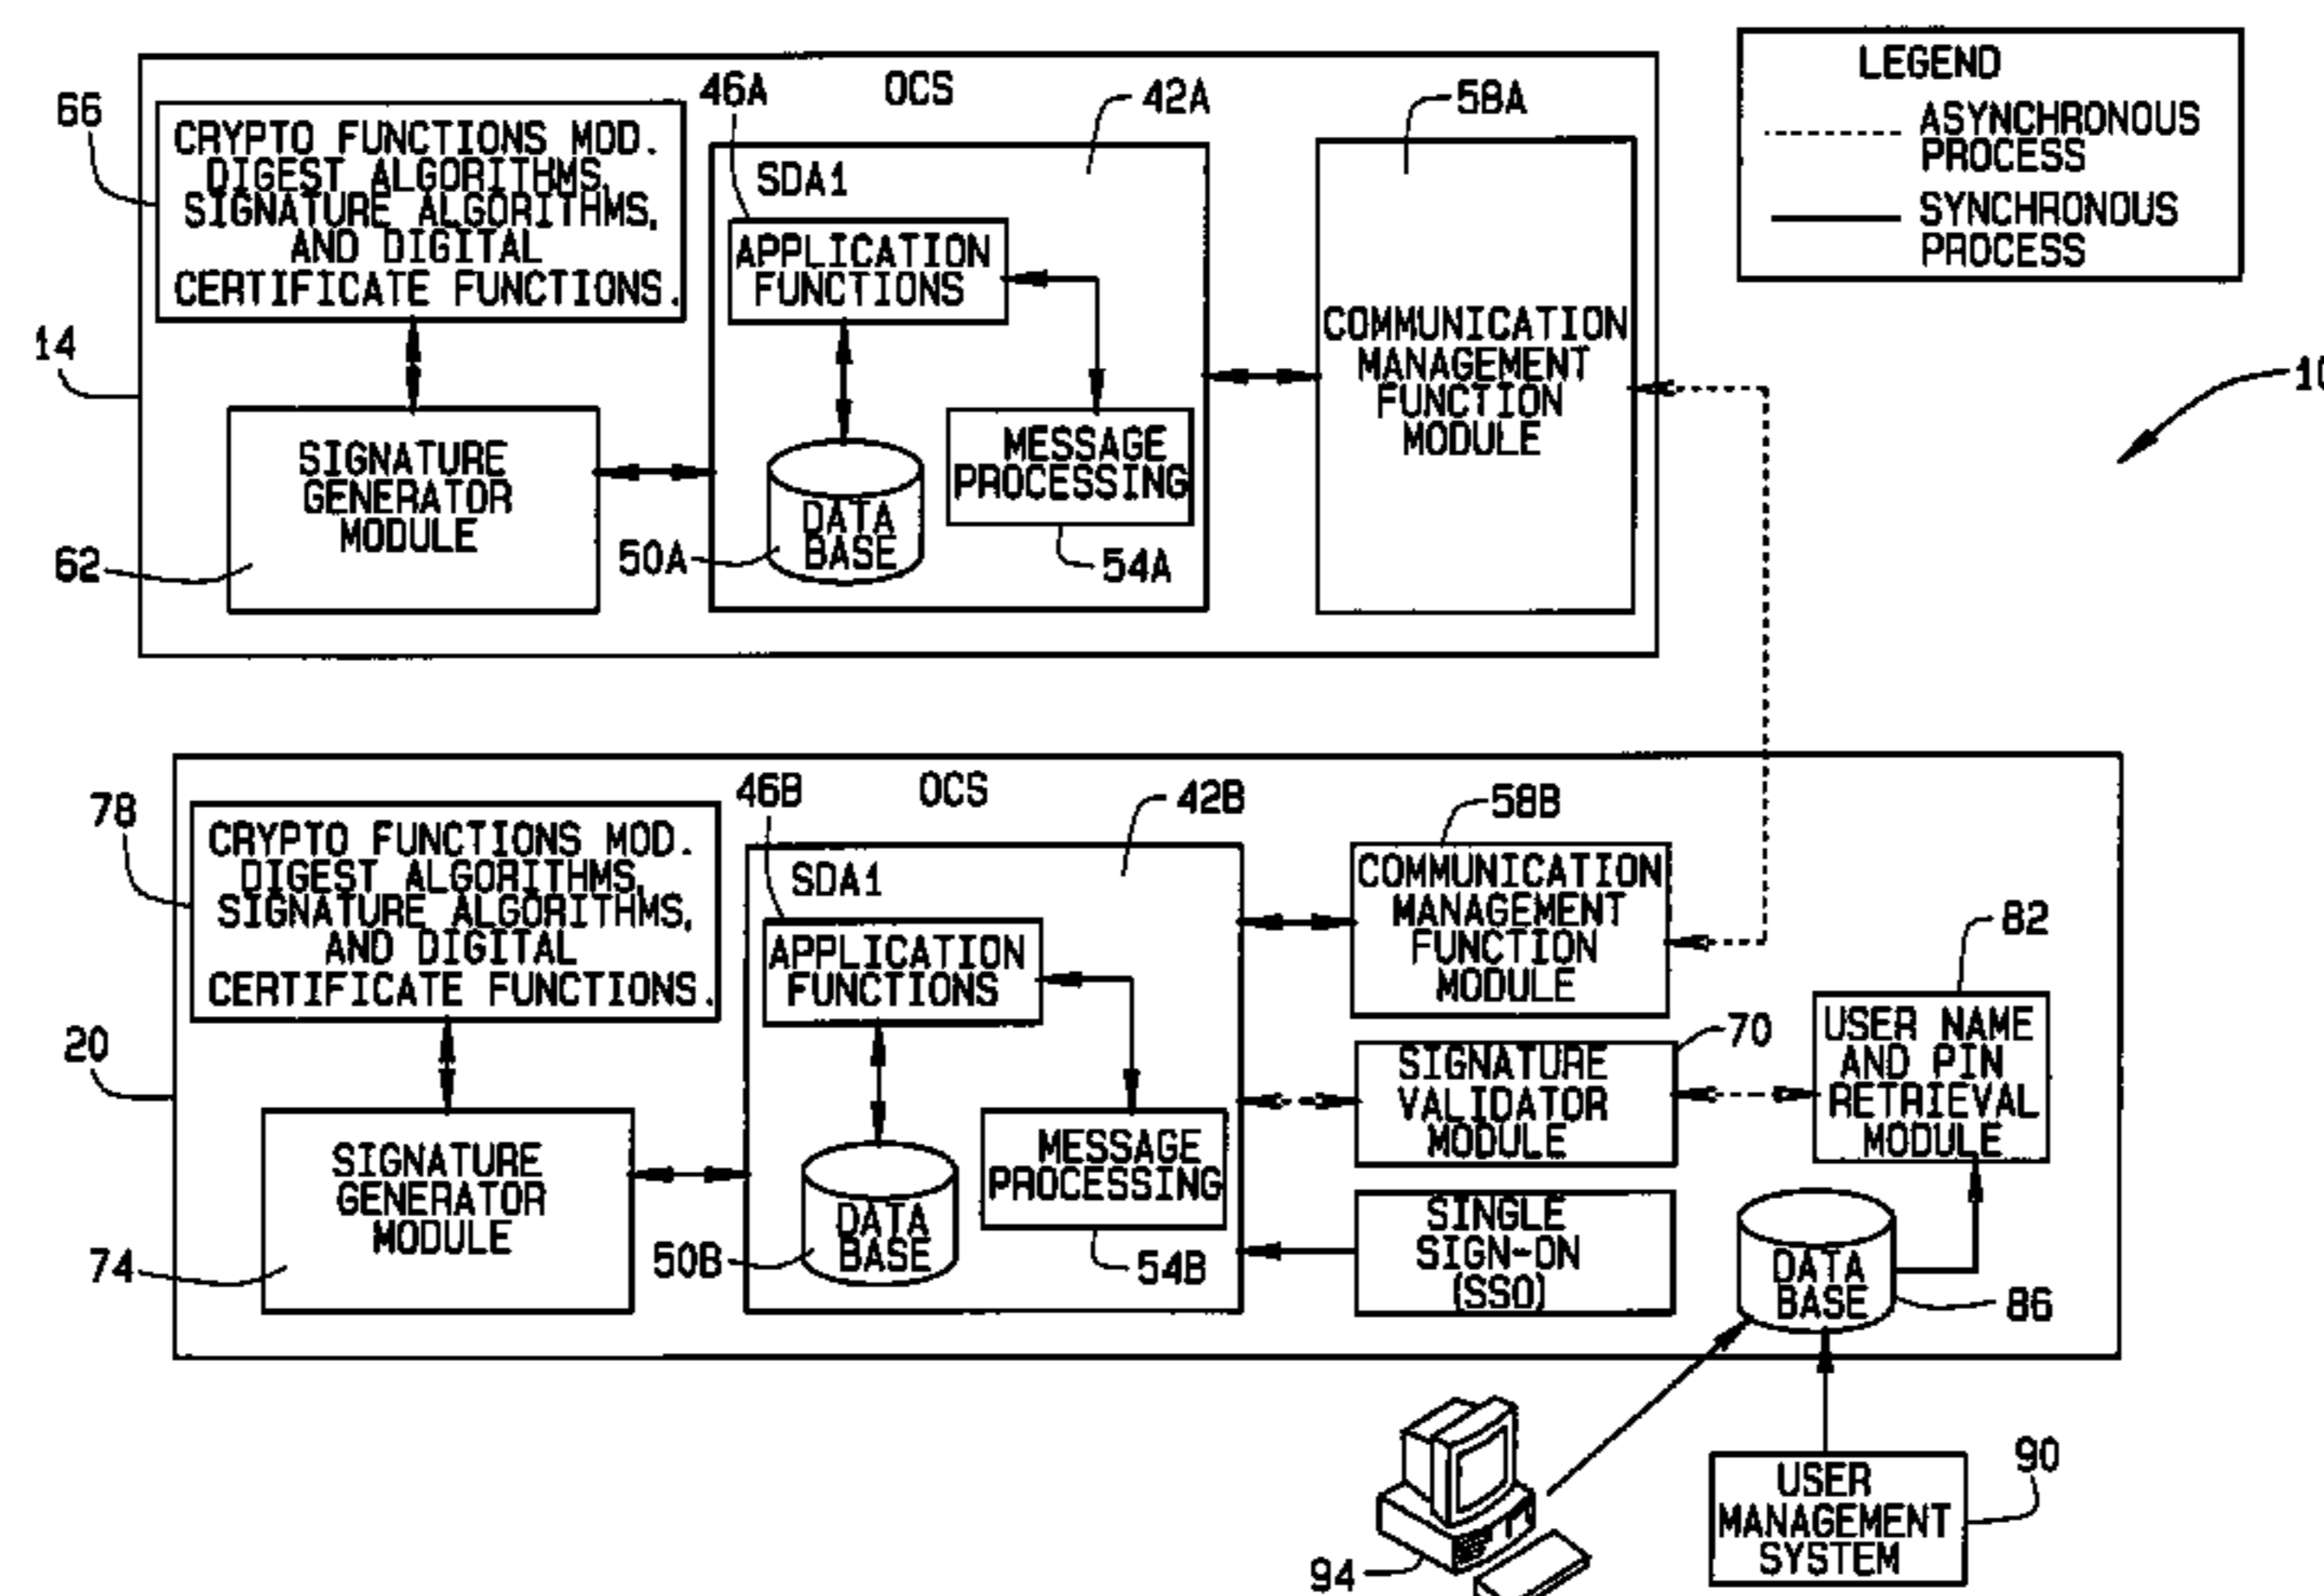 LEGEND
ASYNCHRONOUS
PROCESS
SYNCHRONOUS
PROCESS
OCS
66
CRYPTO FUNCTIONS MOD.
DIGEST ALGORITHMS,
SIGNATURE ALGORITHMS,
AND DIGITAL
CERTIFICATE FUNCTIONS.
14
SIGNATURE
GENERATOR
MODULE
62
46A
42A
SDA1
APPLICATION
FUNCTIONS
DATA
BASE
50A
MESSAGE
PROCESSING
54A
58A
COMMUNICATION
MANAGEMENT
FUNCTION
MODULE
10
OCS
78
CRYPTO FUNCTIONS MOD.
DIGEST ALGORITHMS,
SIGNATURE ALGORITHMS,
AND DIGITAL
CERTIFICATE FUNCTIONS.
20
SIGNATURE
GENERATOR
MODULE
74
46B
42B
SDA1
APPLICATION
FUNCTIONS
DATA
BASE
50B
MESSAGE
PROCESSING
54B
58B
COMMUNICATION
MANAGEMENT
FUNCTION
MODULE
70
SIGNATURE
VALIDATOR
MODULE
SINGLE
SIGN-ON
(SSO)
82
USER NAME
AND PIN
RETRIEVAL
MODULE
DATA
BASE
86
94
USER
MANAGEMENT
SYSTEM
90